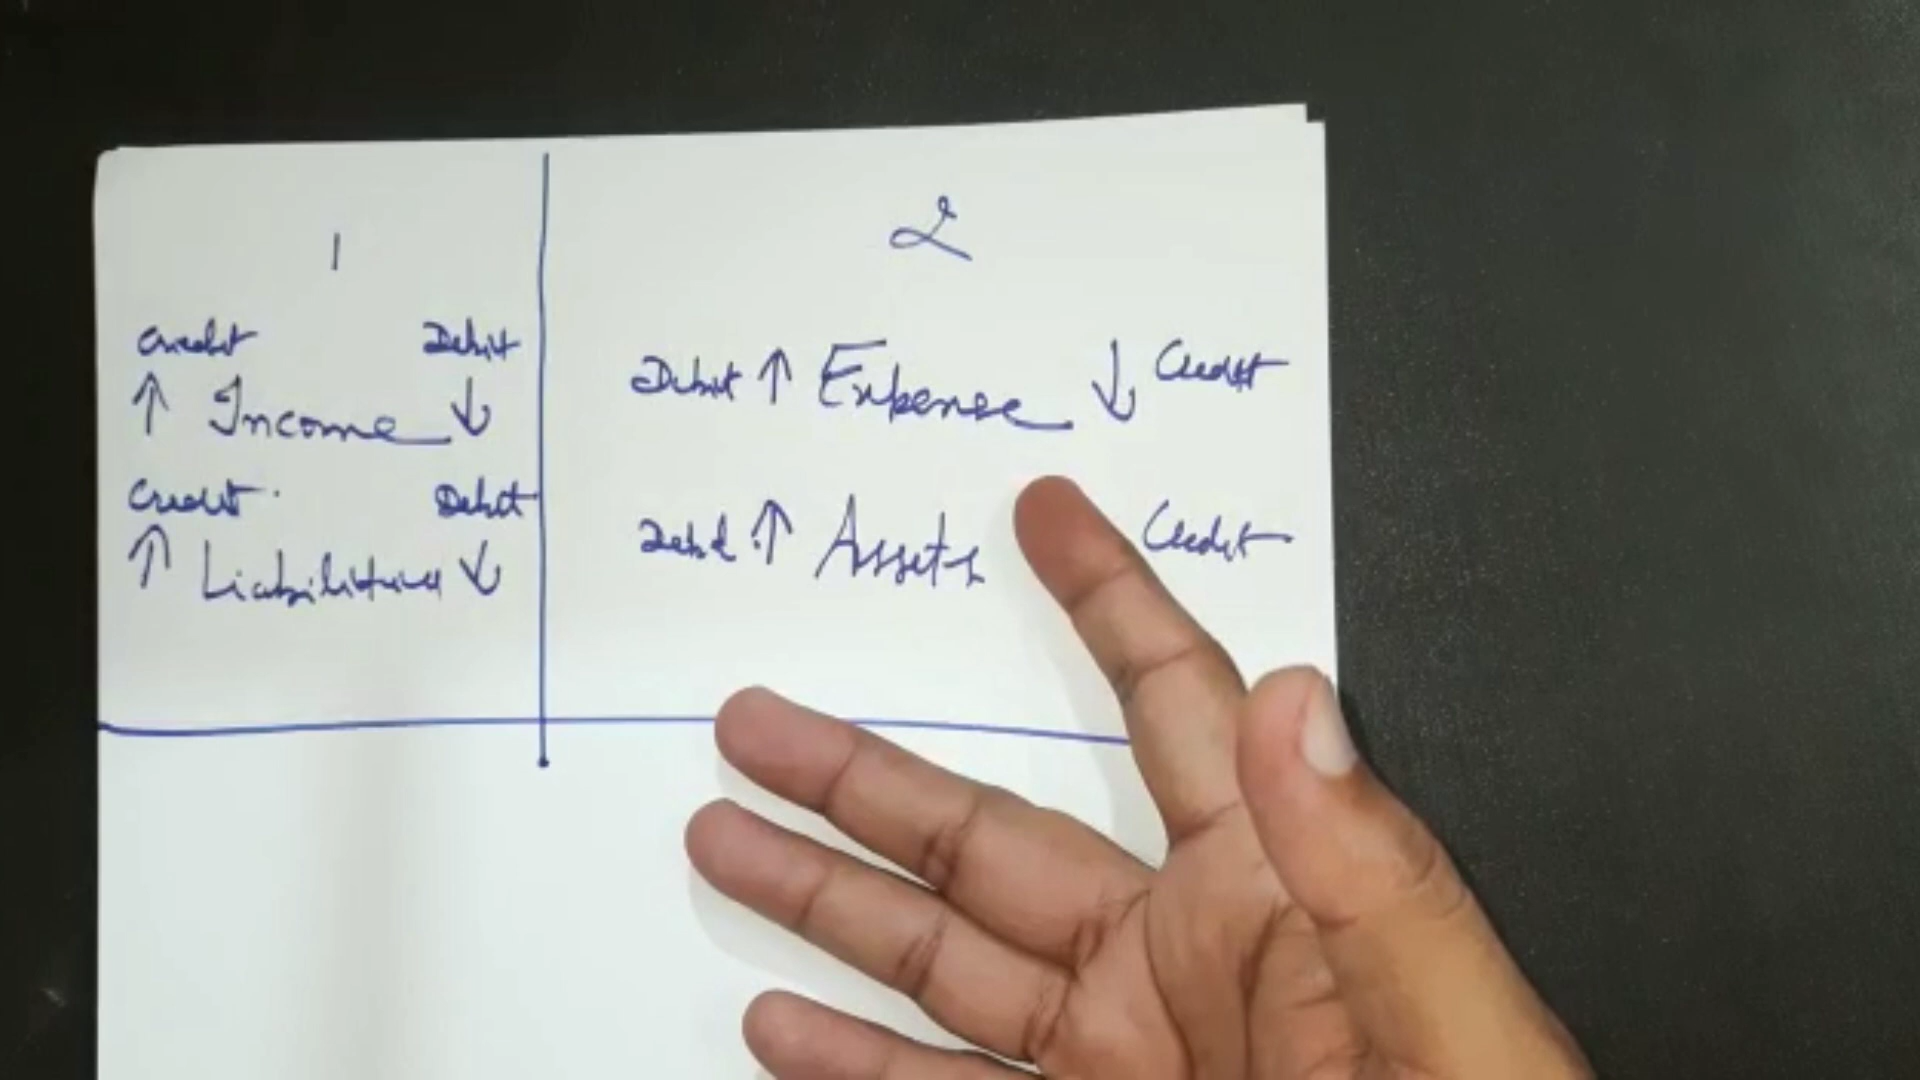 1
Credit Debit
↑ Income ↓
Credit Debit
↑ Liabilities ↓
2
Debit ↑ Expense ↓ Credit
Debit ↑ Assets Credit